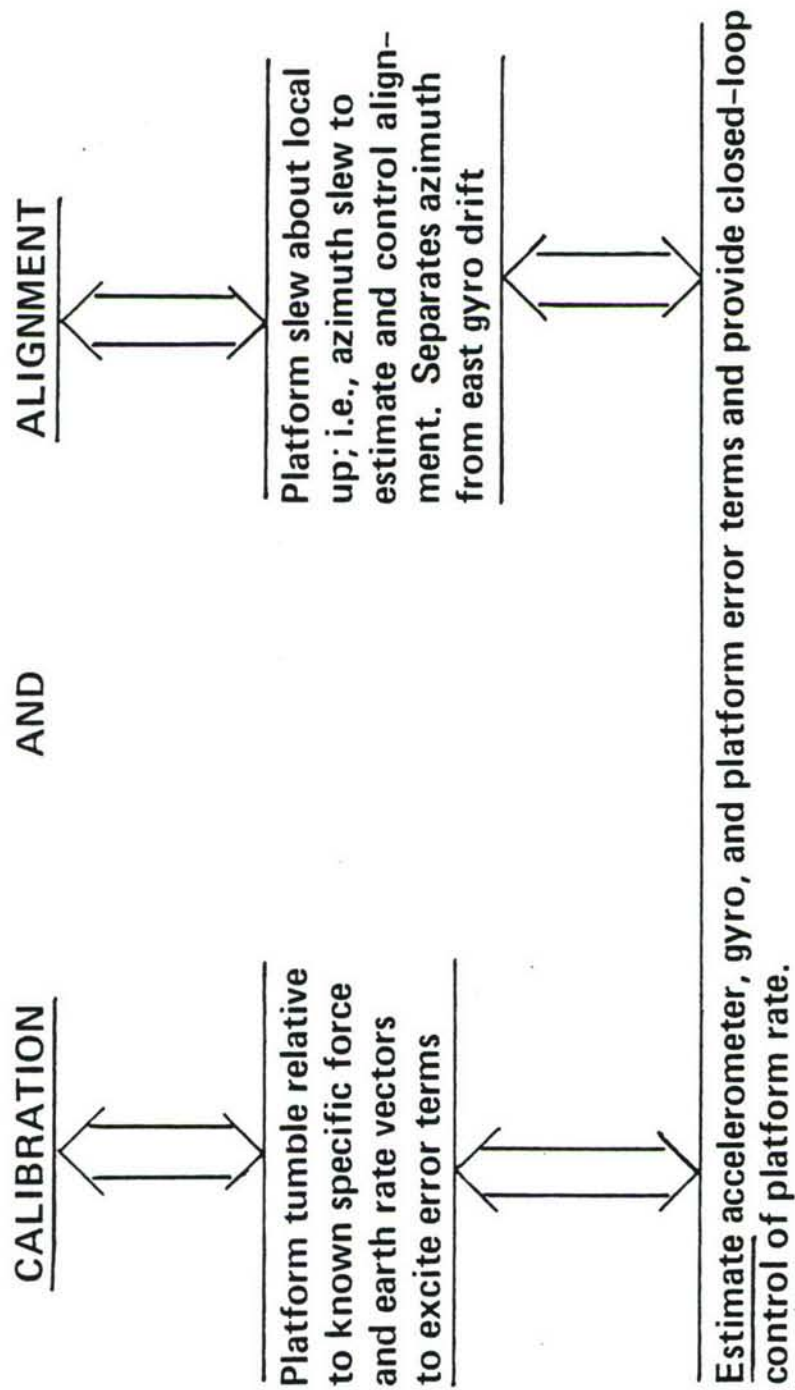 CALIBRATION AND ALIGNMENT
Platform tumble relative
to known specific force
and earth rate vectors
to excite error terms
Platform slew about local
up; i.e., azimuth slew to
estimate and control align-
ment. Separates azimuth
from east gyro drift
Estimate accelerometer, gyro, and platform error terms and provide closed-loop
control of platform rate.